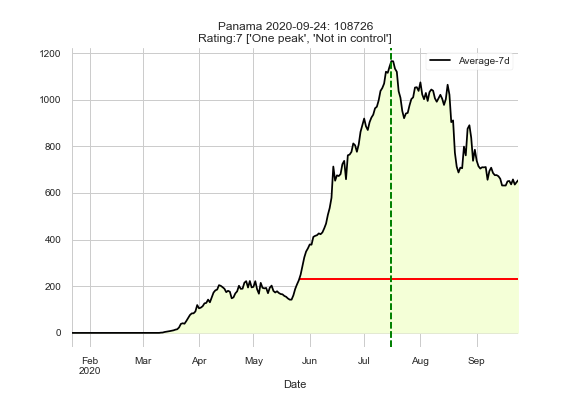 Panama 2020-09-24: 108726
Rating:7 ['One peak', 'Not in control']
Average-7d
1200
1000
800
600
400
200
0
Feb Mar Apr May Jun Jul Aug Sep
2020
Date